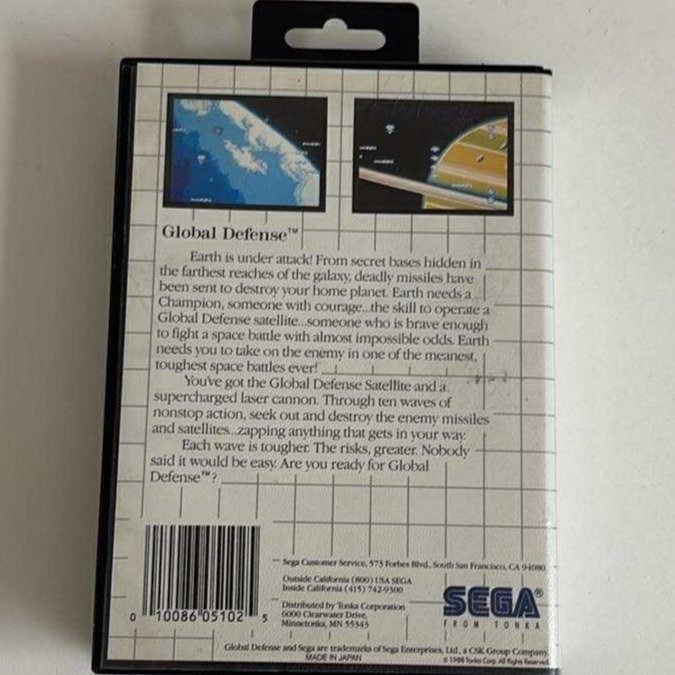 Global Defense™
Earth is under attack! From secret bases hidden in
the farthest reaches of the galaxy, deadly missiles have
been sent to destroy your home planet. Earth needs a
Champion, someone with courage...the skill to operate a
Global Defense satellite...someone who is brave enough
to fight a space battle with almost impossible odds. Earth
needs you to take on the enemy in one of the meanest,
toughest space battles ever!
You've got the Global Defense Satellite and a
supercharged laser cannon. Through ten waves of
nonstop action, seek out and destroy the enemy missiles
and satellites...zapping anything that gets in your way.
Each wave is tougher. The risks, greater. Nobody
said it would be easy. Are you ready for Global
Defense™?
Sega Customer Service, 573 Forbes Blvd., South San Francisco, CA 94080
Outside California (800) USA SEGA
Inside California (415) 742-9300
Distributed by Tonka Corporation
6000 Clearwater Drive,
Minnetonka, MN 55343
SEGA®
FROM TONKA
0 10086 05102 5
Global Defense and Sega are trademarks of Sega Enterprises, Ltd., a CSK Group Company.
MADE IN JAPAN
© 1988 Tonka Corp. All Rights Reserved